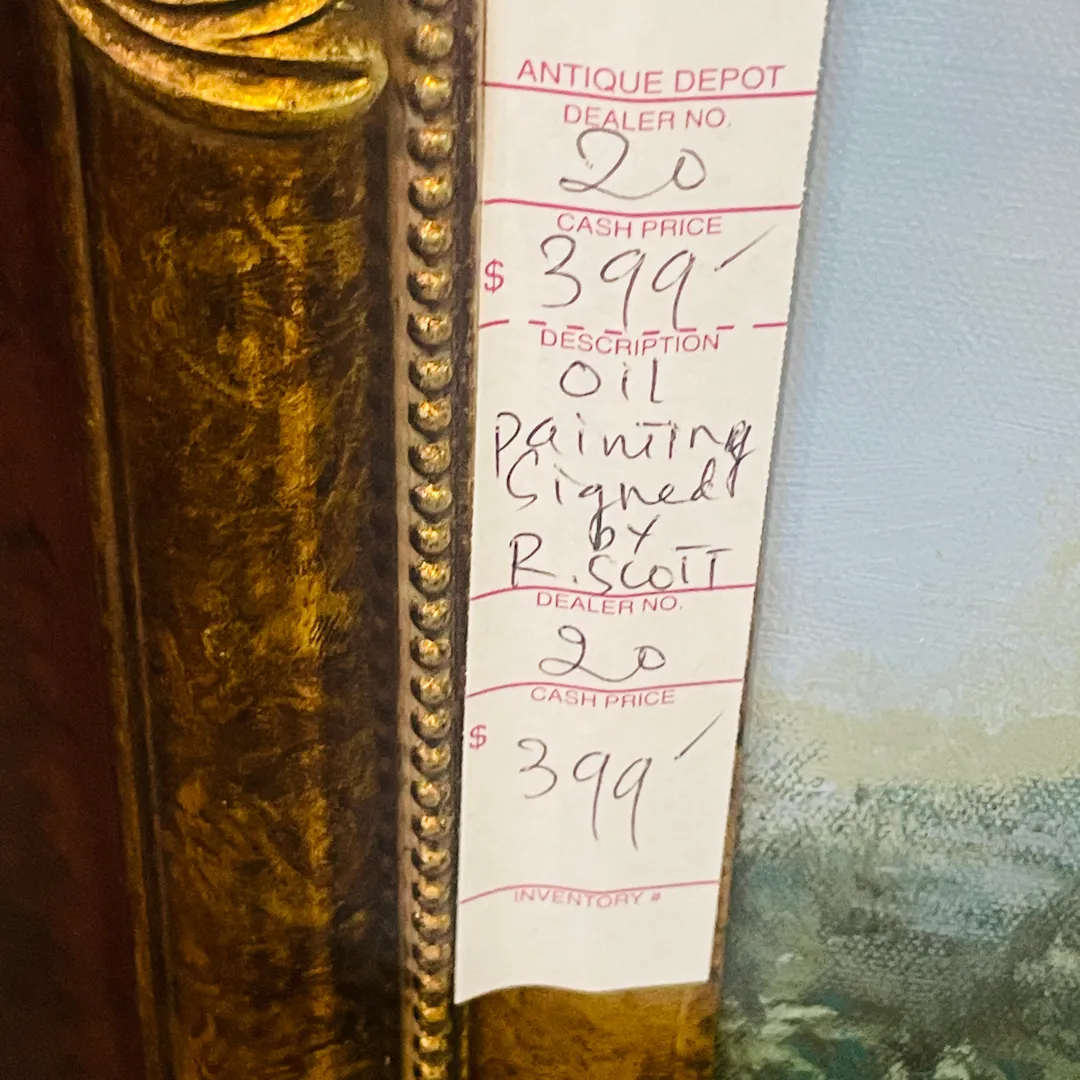 ANTIQUE DEPOT
DEALER NO.
20
CASH PRICE
$ 399
DESCRIPTION
oil
painting
Signed
by
R. SCOTT
DEALER NO.
20
CASH PRICE
$ 399
INVENTORY #